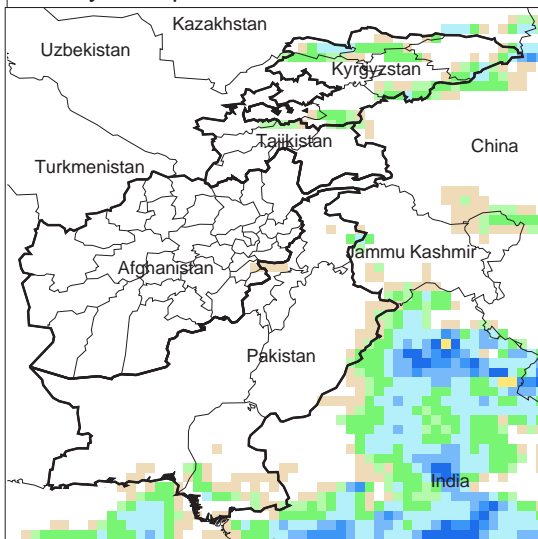 Kazakhstan
Uzbekistan
Kyrgyzstan
Tajikistan
China
Turkmenistan
Jammu Kashmir
Afghanistan
Pakistan
India